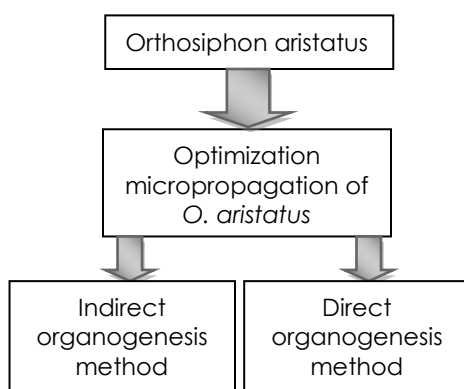 Orthosiphon aristatus
Optimization
micropropagation of
O. aristatus
Indirect
organogenesis
method
Direct
organogenesis
method